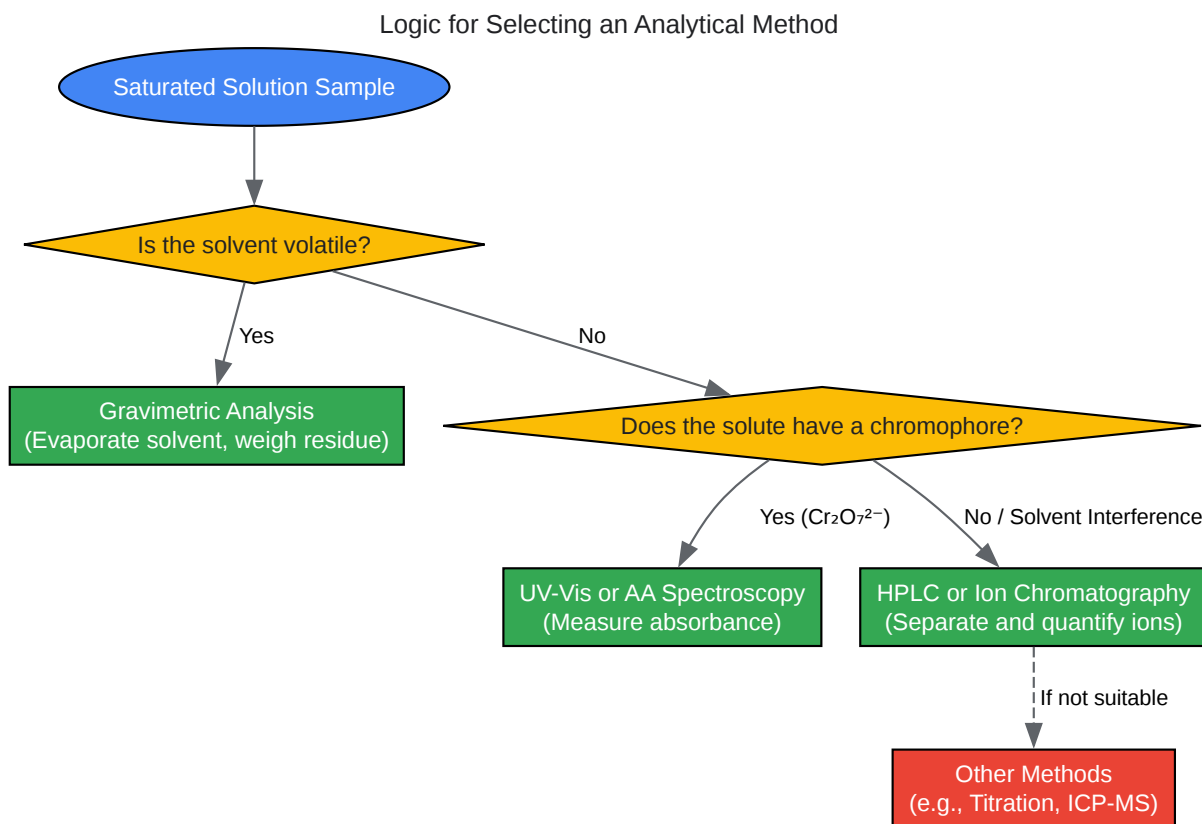 Logic for Selecting an Analytical Method
Saturated Solution Sample
Is the solvent volatile?
Yes
No
Gravimetric Analysis
(Evaporate solvent, weigh residue)
Does the solute have a chromophore?
Yes (Cr₂O₇²⁻)
No / Solvent Interference
UV-Vis or AA Spectroscopy
(Measure absorbance)
HPLC or Ion Chromatography
(Separate and quantify ions)
If not suitable
Other Methods
(e.g., Titration, ICP-MS)